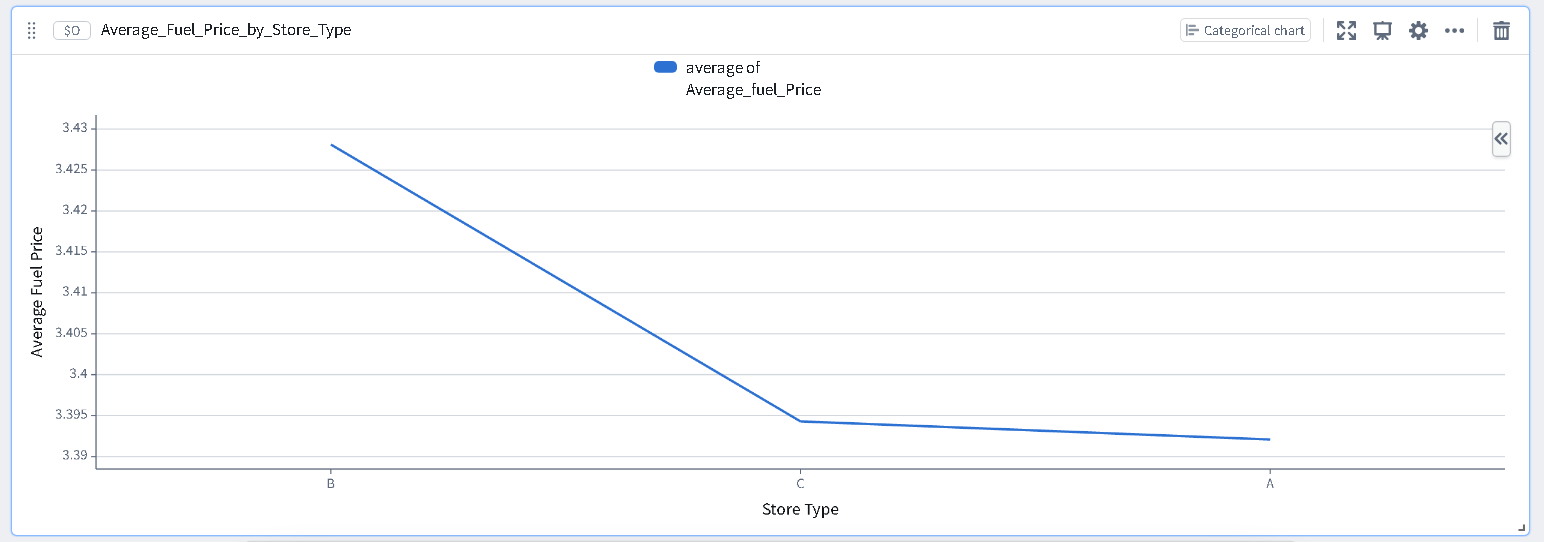 $0 Average_Fuel_Price_by_Store_Type Categorical chart
average of
Average_fuel_Price
3.43
3.425
3.42
3.415
3.41
3.405
3.4
3.395
3.39
Average Fuel Price
B C A
Store Type